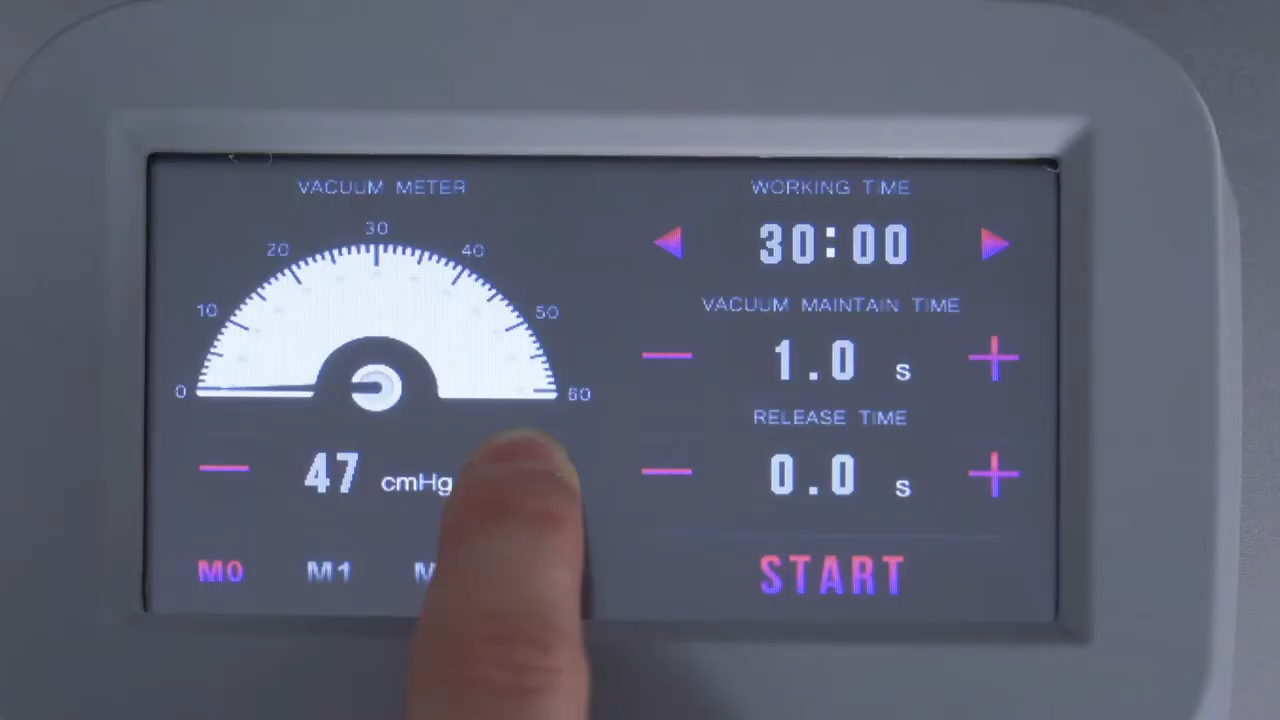 VACUUM METER
0
10
20
30
40
50
60
47 cmHg
M0 M1
WORKING TIME
30:00
VACUUM MAINTAIN TIME
1.0 s
RELEASE TIME
0.0 s
START